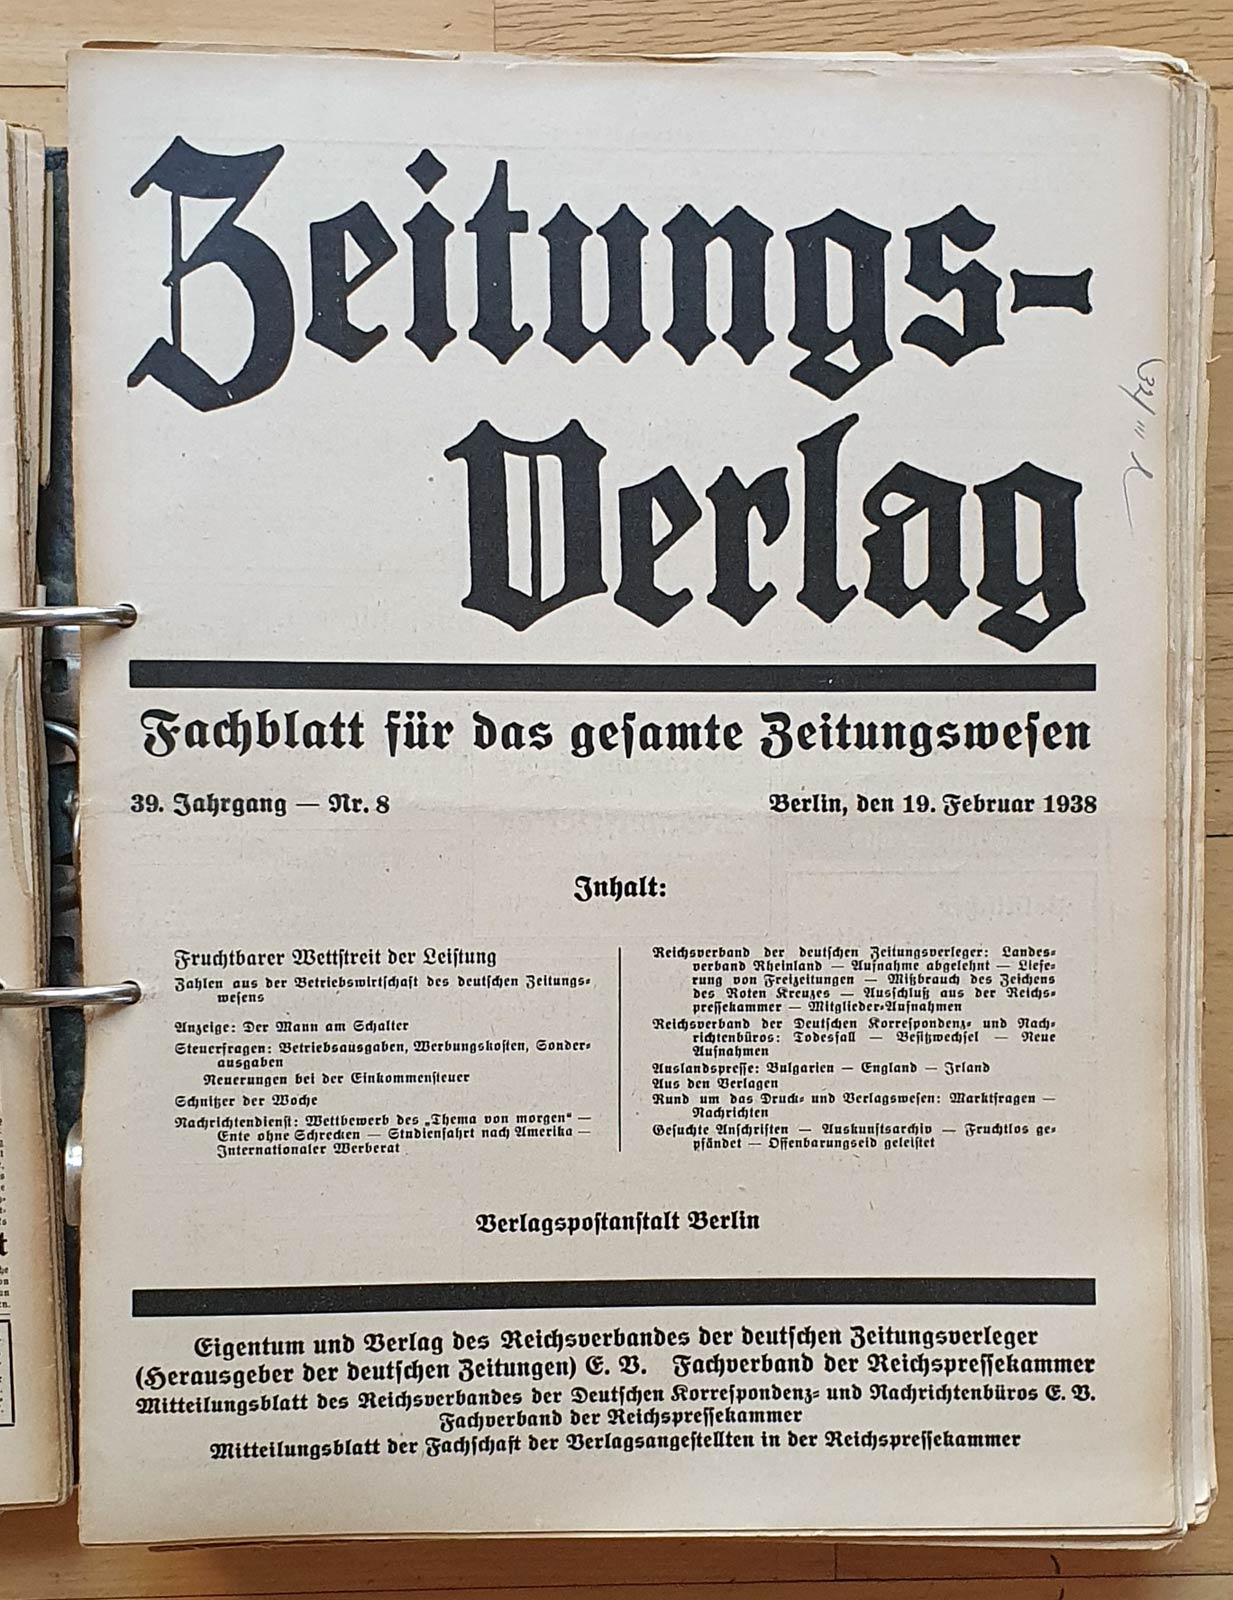 Zeitungs-
Verlag
Fachblatt für das gesamte Zeitungswesen
39. Jahrgang — Nr. 8
Berlin, den 19. Februar 1938
Inhalt:
Fruchtbarer Wettstreit der Leistung
Zahlen aus der Betriebswirtschaft des deutschen Zeitungs-
wesens
Anzeige: Der Mann am Schalter
Steuerfragen: Betriebsausgaben, Werbungskosten, Sonder-
ausgaben
Neuerungen bei der Einkommensteuer
Schnitzer der Woche
Nachrichtendienst: Wettbewerb des „Thema von morgen“ —
Ente ohne Schrecken — Studienfahrt nach Amerika —
Internationaler Werberat
Reichsverband der deutschen Zeitungsverleger: Landes-
verband Rheinland — Aufnahme abgelehnt — Liefe-
rung von Freizeitungen — Mißbrauch des Zeichens
des Roten Kreuzes — Ausschluß aus der Reichs-
pressekammer — Mitglieder-Aufnahmen
Reichsverband der Deutschen Korrespondenz- und Nach-
richtenbüros: Todesfall — Besitzwechsel — Neue
Aufnahmen
Auslandspresse: Bulgarien — England — Irland
Aus den Verlagen
Rund um das Druck- und Verlagswesen: Marktfragen —
Nachrichten
Gesuchte Anschriften — Auskunftsarchiv — Fruchtlos ge-
pfändet — Offenbarungseid geleistet
Verlagspostanstalt Berlin
Eigentum und Verlag des Reichsverbandes der deutschen Zeitungsverleger
(Herausgeber der deutschen Zeitungen) E. V. Fachverband der Reichspressekammer
Mitteilungsblatt des Reichsverbandes der Deutschen Korrespondenz- und Nachrichtenbüros E. V.
Fachverband der Reichspressekammer
Mitteilungsblatt der Fachschaft der Verlagsangestellten in der Reichspressekammer